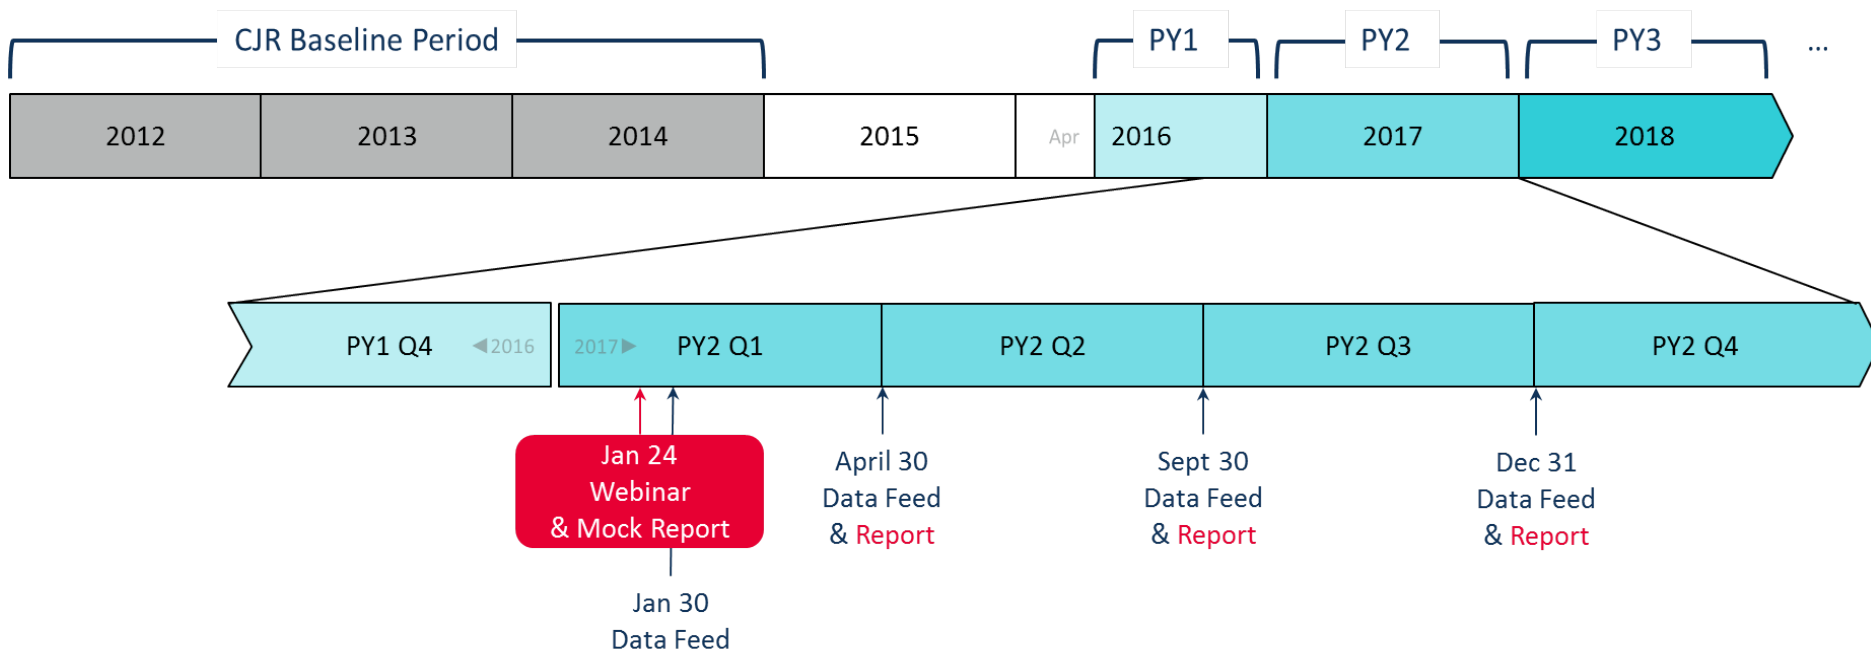 CJR Baseline Period
PY1
PY2
PY3
...
2012
2013
2014
2015
Apr
2016
2017
2018
PY1 Q4
◄2016
2017►
PY2 Q1
PY2 Q2
PY2 Q3
PY2 Q4
Jan 24
Webinar
& Mock Report
Jan 30
Data Feed
April 30
Data Feed
& Report
Sept 30
Data Feed
& Report
Dec 31
Data Feed
& Report